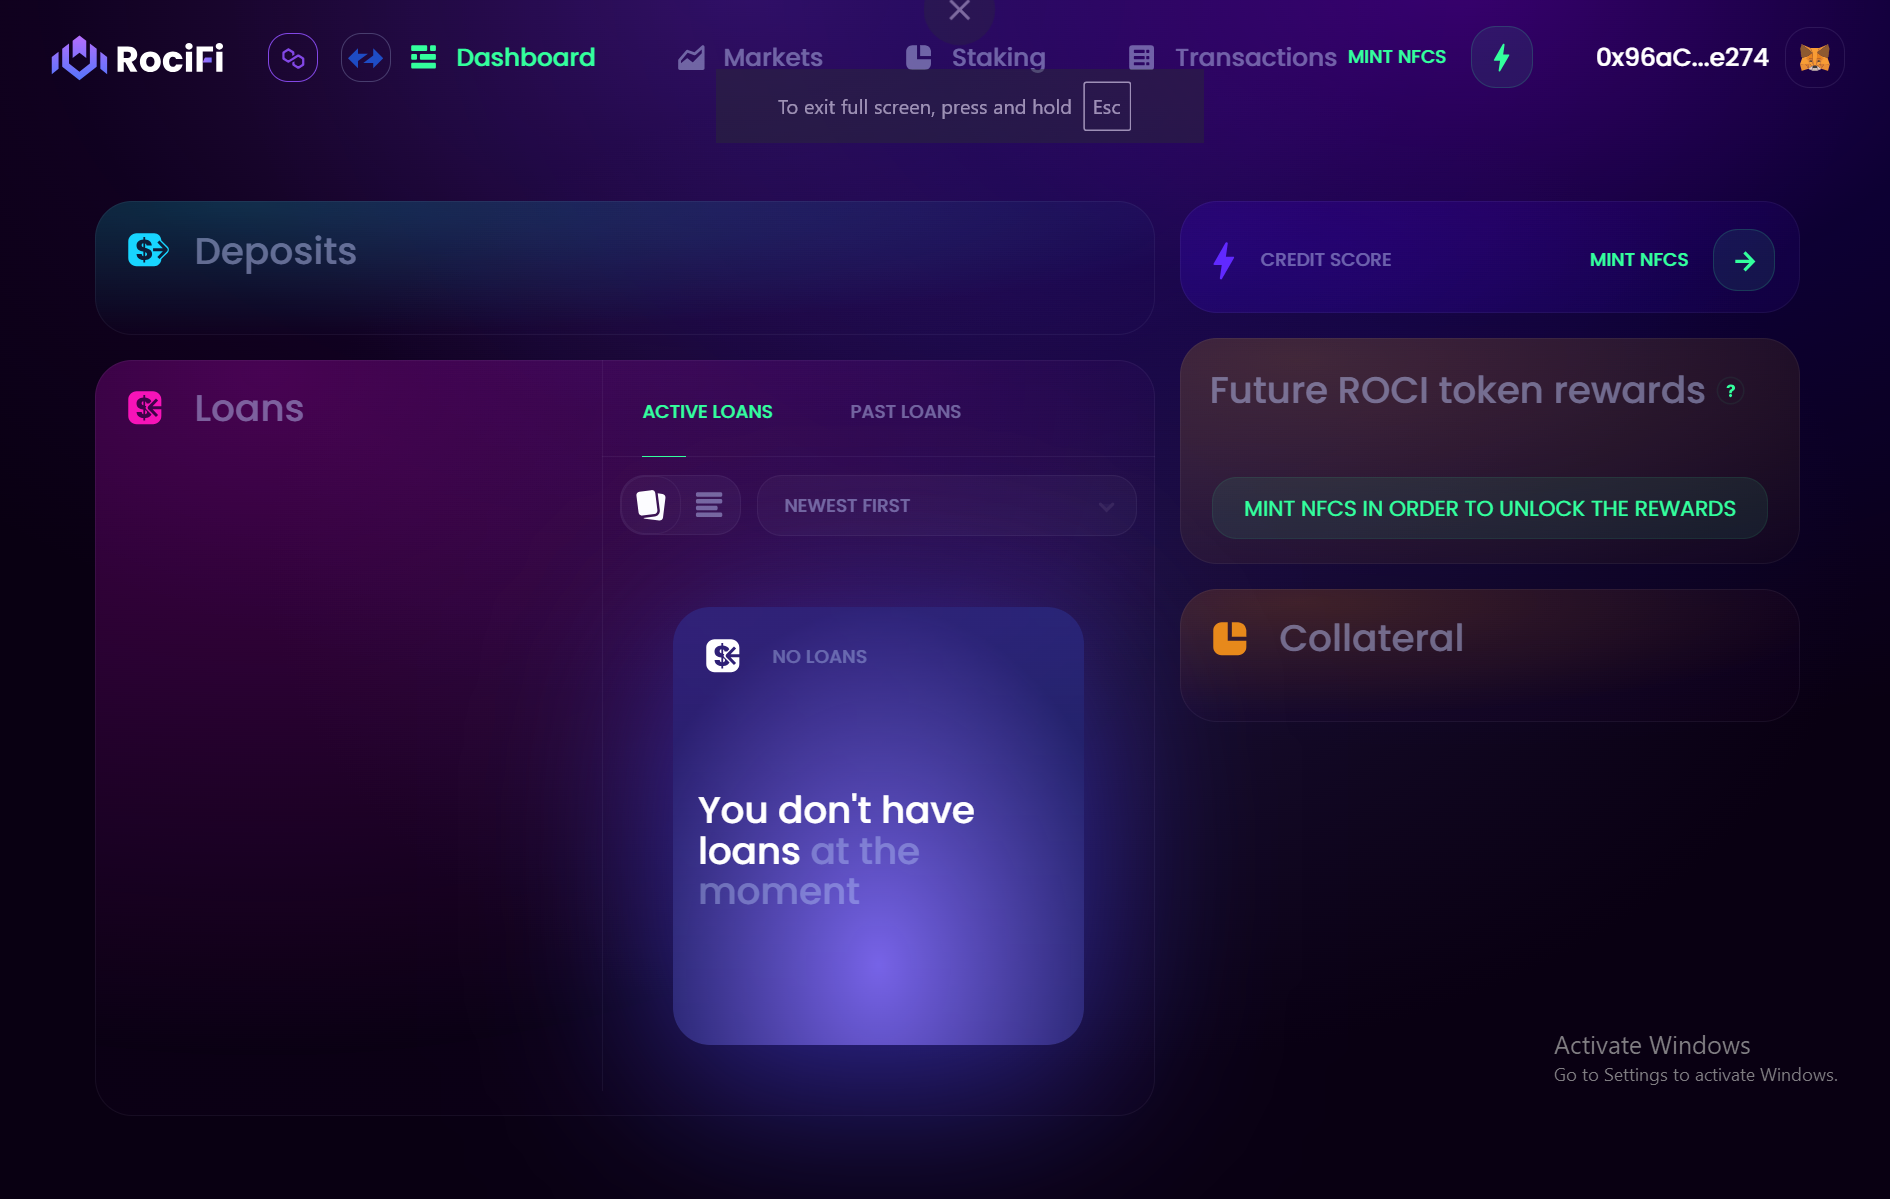 RociFi
Dashboard
Markets
Staking
Transactions
MINT NFCS
0x96aC...e274
To exit full screen, press and hold Esc
Deposits
CREDIT SCORE
MINT NFCS
Loans
ACTIVE LOANS
PAST LOANS
NEWEST FIRST
Future ROCI token rewards ?
MINT NFCS IN ORDER TO UNLOCK THE REWARDS
Collateral
NO LOANS
You don't have
loans at the
moment
Activate Windows
Go to Settings to activate Windows.